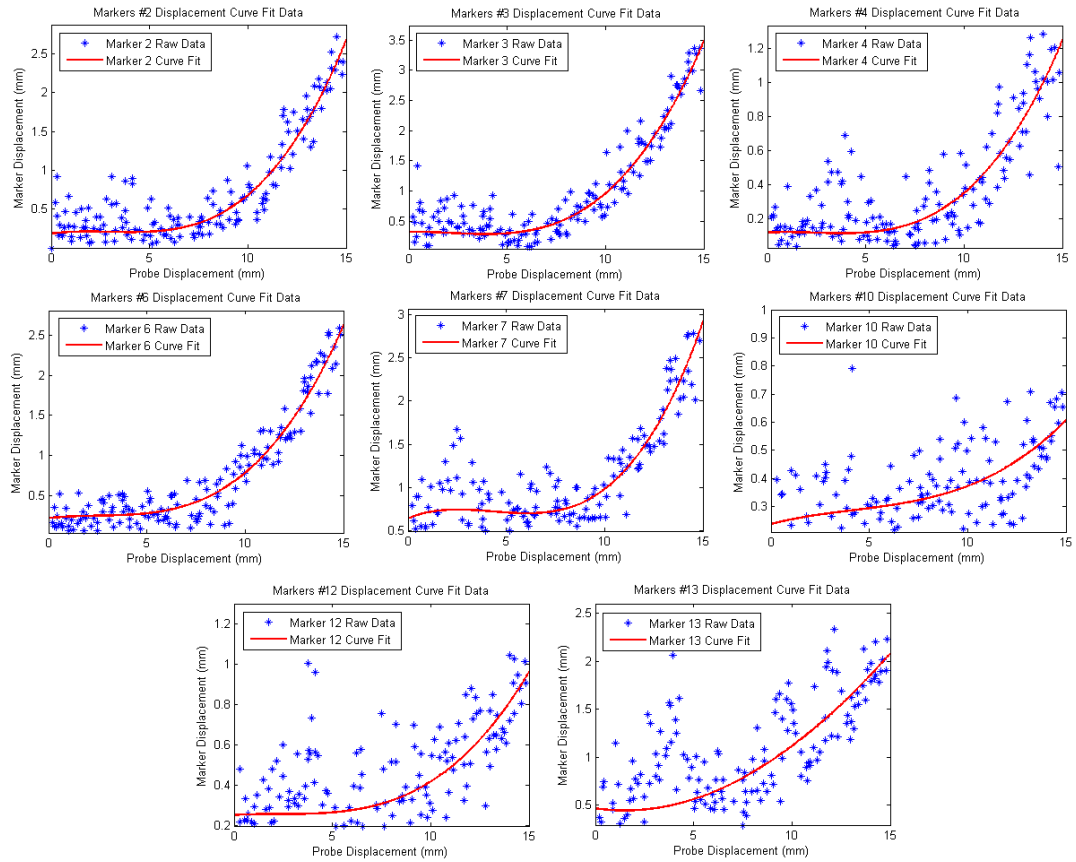 Markers #2 Displacement Curve Fit Data
Marker 2 Raw Data
Marker 2 Curve Fit
Marker Displacement (mm)
2.5
2
1.5
1
0.5
0 5 10 15
Probe Displacement (mm)
Markers #3 Displacement Curve Fit Data
Marker 3 Raw Data
Marker 3 Curve Fit
Marker Displacement (mm)
3.5
3
2.5
2
1.5
1
0.5
0 5 10 15
Probe Displacement (mm)
Markers #4 Displacement Curve Fit Data
Marker 4 Raw Data
Marker 4 Curve Fit
Marker Displacement (mm)
1.2
1
0.8
0.6
0.4
0.2
0 5 10 15
Probe Displacement (mm)
Markers #6 Displacement Curve Fit Data
Marker 6 Raw Data
Marker 6 Curve Fit
Marker Displacement (mm)
2.5
2
1.5
1
0.5
0 5 10 15
Probe Displacement (mm)
Markers #7 Displacement Curve Fit Data
Marker 7 Raw Data
Marker 7 Curve Fit
Marker Displacement (mm)
3
2.5
2
1.5
1
0.5
0 5 10 15
Probe Displacement (mm)
Markers #10 Displacement Curve Fit Data
Marker 10 Raw Data
Marker 10 Curve Fit
Marker Displacement (mm)
1
0.9
0.8
0.7
0.6
0.5
0.4
0.3
0 5 10 15
Probe Displacement (mm)
Markers #12 Displacement Curve Fit Data
Marker 12 Raw Data
Marker 12 Curve Fit
Marker Displacement (mm)
1.2
1
0.8
0.6
0.4
0.2
0 5 10 15
Probe Displacement (mm)
Markers #13 Displacement Curve Fit Data
Marker 13 Raw Data
Marker 13 Curve Fit
Marker Displacement (mm)
2.5
2
1.5
1
0.5
0 5 10 15
Probe Displacement (mm)